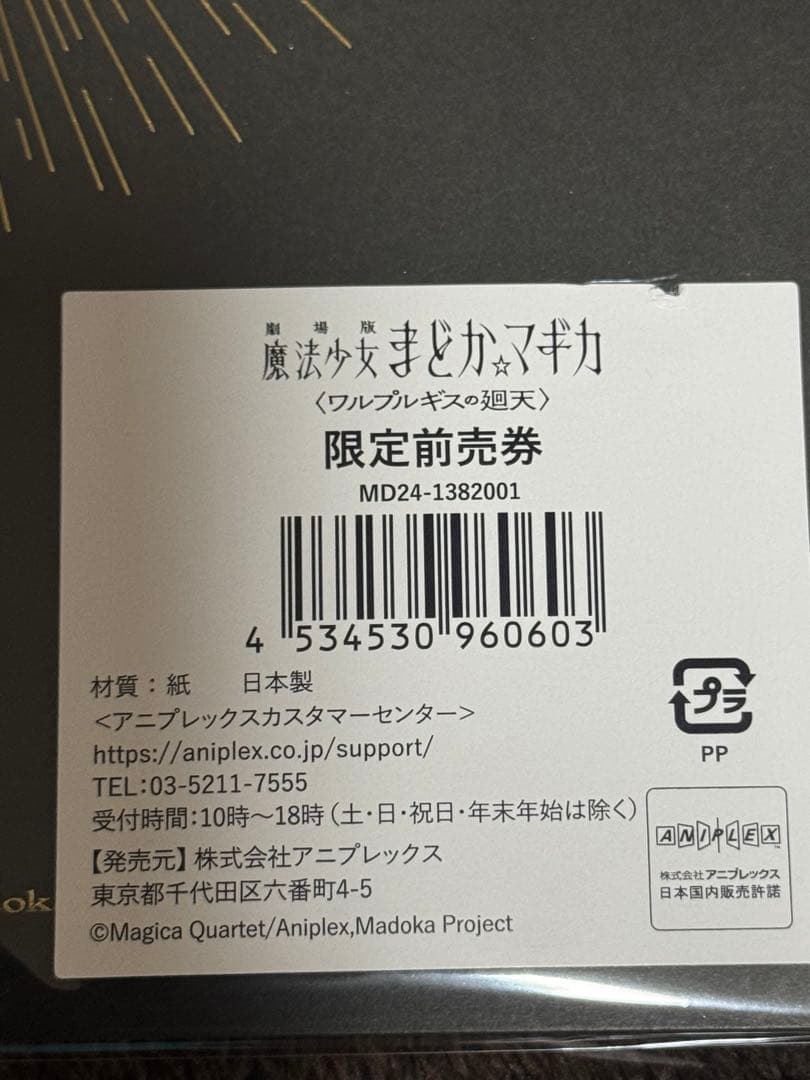 劇場版
魔法少女まどか☆マギカ
〈ワルプルギスの廻天〉
限定前売券
MD24-1382001
4 534530 960603
材質：紙　日本製
<アニプレックスカスタマーセンター>
https://aniplex.co.jp/support/
TEL:03-5211-7555
受付時間:10時～18時（土・日・祝日・年末年始は除く）
【発売元】株式会社アニプレックス
東京都千代田区六番町4-5
©Magica Quartet/Aniplex,Madoka Project
プラ
PP
ANIPLEX
株式会社アニプレックス
日本国内販売許諾
ok